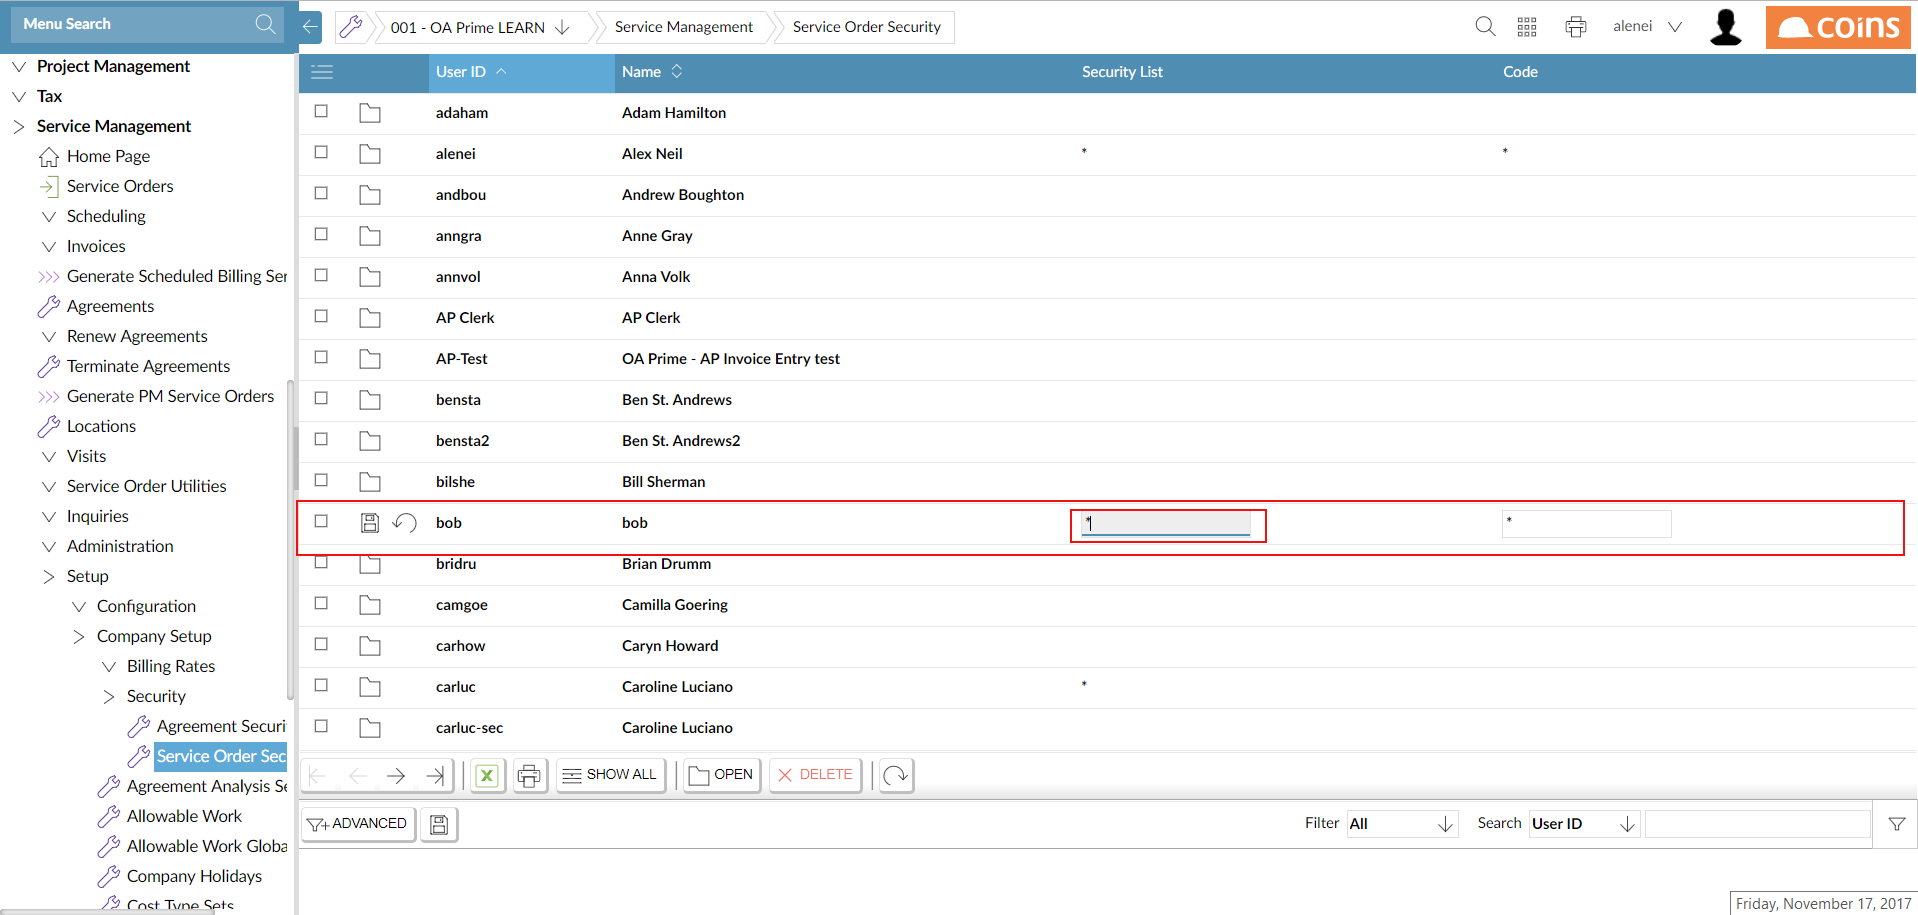 Menu Search
001 - OA Prime LEARN
Service Management
Service Order Security
alenei
coins
Project Management
Tax
Service Management
Home Page
Service Orders
Scheduling
Invoices
Generate Scheduled Billing Ser
Agreements
Renew Agreements
Terminate Agreements
Generate PM Service Orders
Locations
Visits
Service Order Utilities
Inquiries
Administration
Setup
Configuration
Company Setup
Billing Rates
Security
Agreement Securi
Service Order Sec
Agreement Analysis Se
Allowable Work
Allowable Work Globa
Company Holidays
Cost Type Sets
User ID Name Security List Code
adaham Adam Hamilton
alenei Alex Neil * *
andbou Andrew Boughton
anngra Anne Gray
annvol Anna Volk
AP Clerk AP Clerk
AP-Test OA Prime - AP Invoice Entry test
bensta Ben St. Andrews
bensta2 Ben St. Andrews2
bilshe Bill Sherman
bob bob * *
bridru Brian Drumm
camgoe Camilla Goering
carhow Caryn Howard
carluc Caroline Luciano *
carluc-sec Caroline Luciano
SHOW ALL OPEN DELETE
ADVANCED Filter All Search User ID
Friday, November 17, 2017